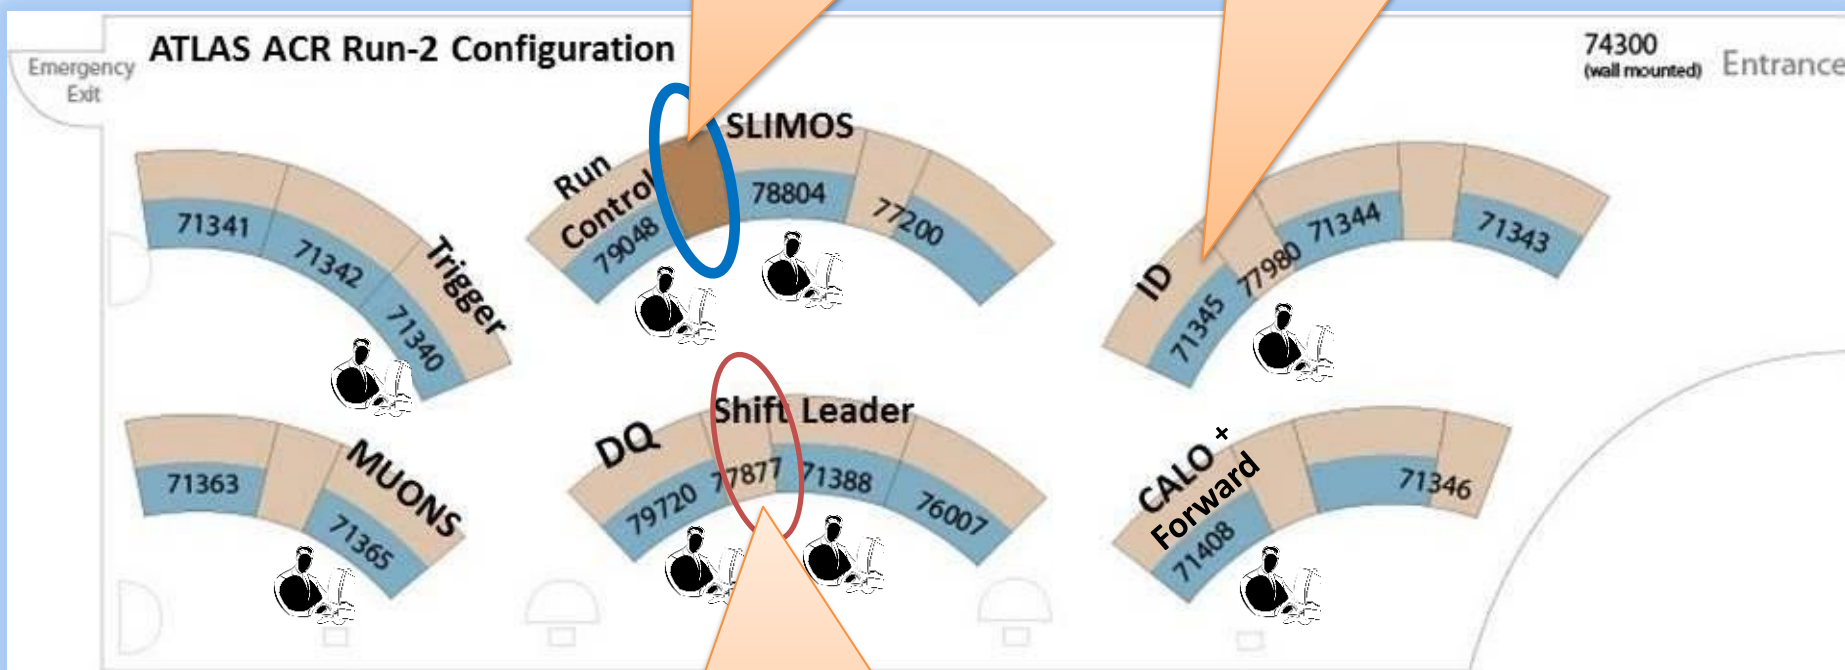 ATLAS ACR Run-2 Configuration
Emergency
Exit
74300
(wall mounted)
Entrance
71341
71342
71340
Trigger
Run
Control
79048
SLIMOS
78804
77200
ID
71345
77980
71344
71343
71363
MUONS
71365
DQ
79720
77877
Shift Leader
71388
76007
CALO +
Forward
71408
71346